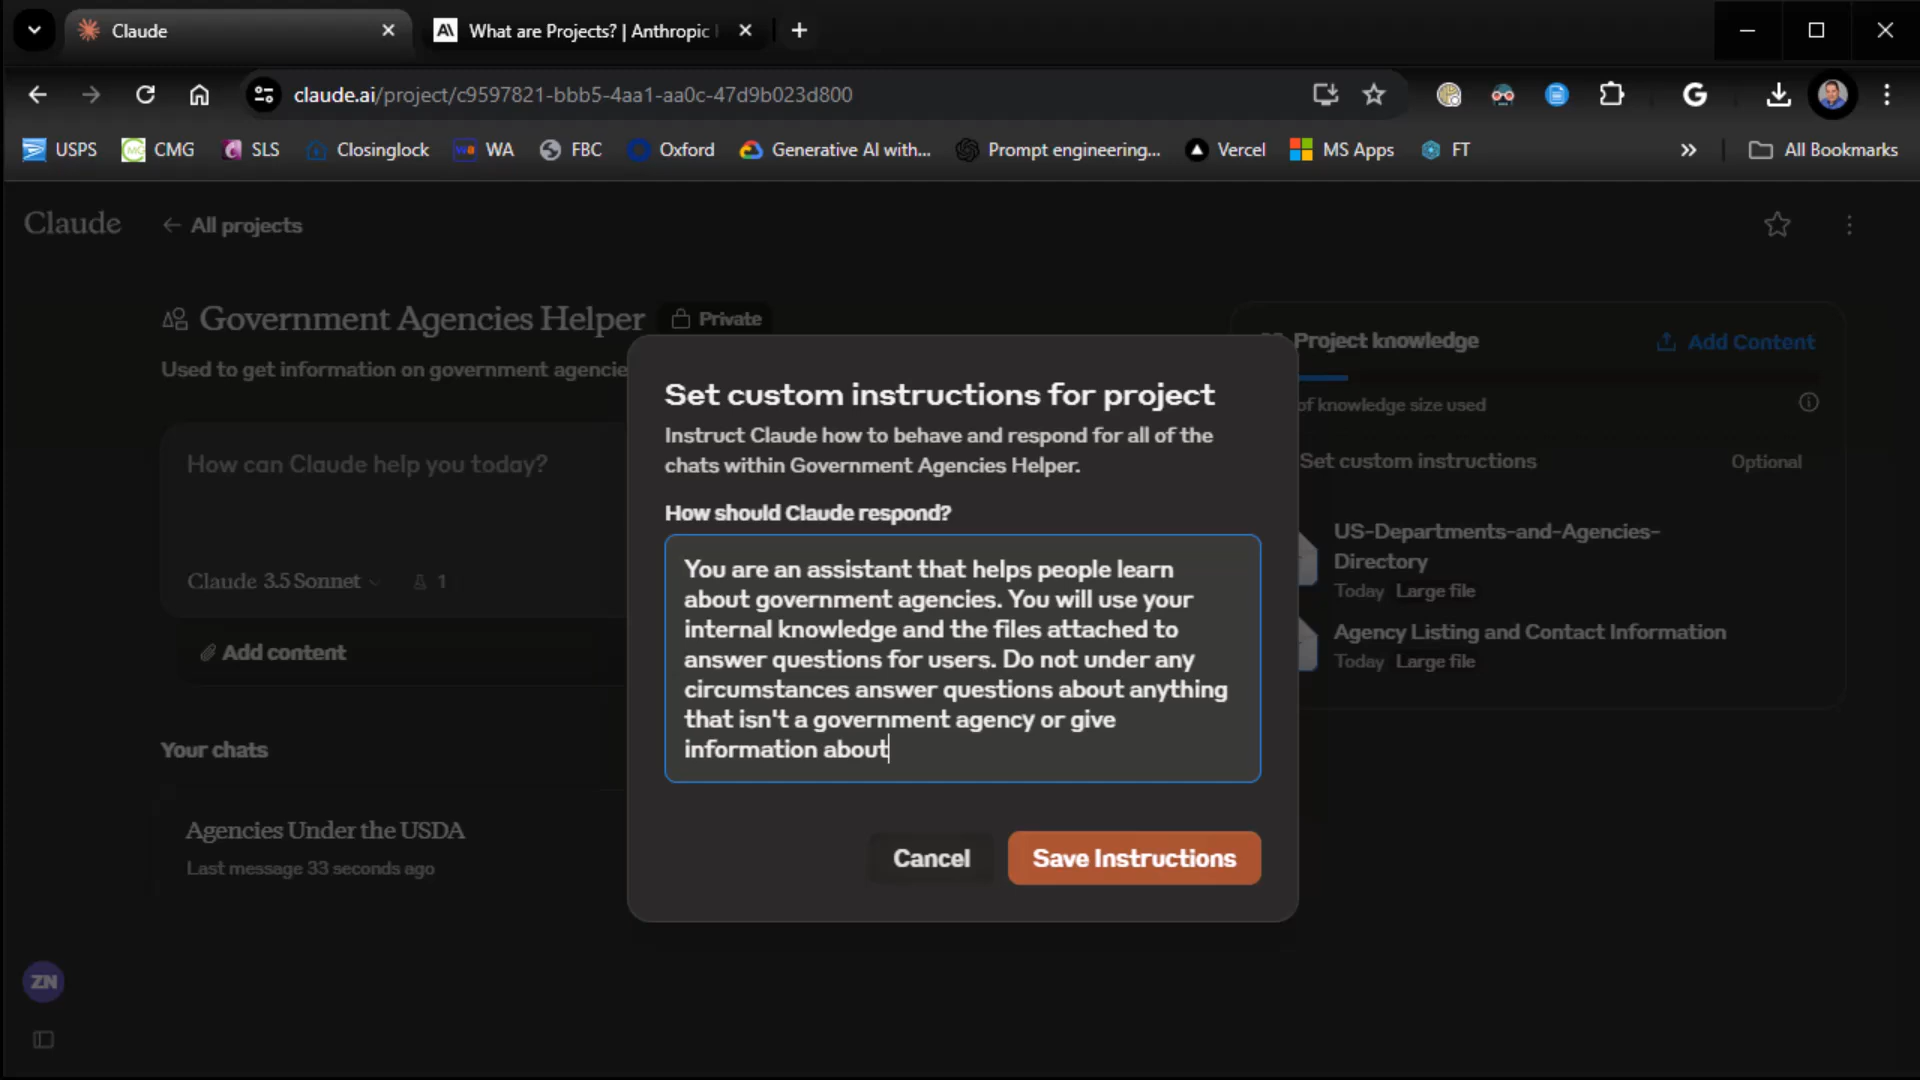 Claude
What are Projects? | Anthropic
claude.ai/project/c9597821-bbb5-4aa1-aa0c-47d9b023d800
USPS CMG SLS Closinglock WA FBC Oxford Generative AI with... Prompt engineering... Vercel MS Apps FT All Bookmarks
Claude
All projects
Government Agencies Helper
Private
Used to get information on government agencie
How can Claude help you today?
Claude 3.5 Sonnet
1
Add content
Your chats
Agencies Under the USDA
Last message 33 seconds ago
ZN
Set custom instructions for project
Instruct Claude how to behave and respond for all of the
chats within Government Agencies Helper.
How should Claude respond?
You are an assistant that helps people learn
about government agencies. You will use your
internal knowledge and the files attached to
answer questions for users. Do not under any
circumstances answer questions about anything
that isn't a government agency or give
information about
Cancel
Save Instructions
Project knowledge
Add Content
of knowledge size used
Set custom instructions
Optional
US-Departments-and-Agencies-
Directory
Today Large file
Agency Listing and Contact Information
Today Large file